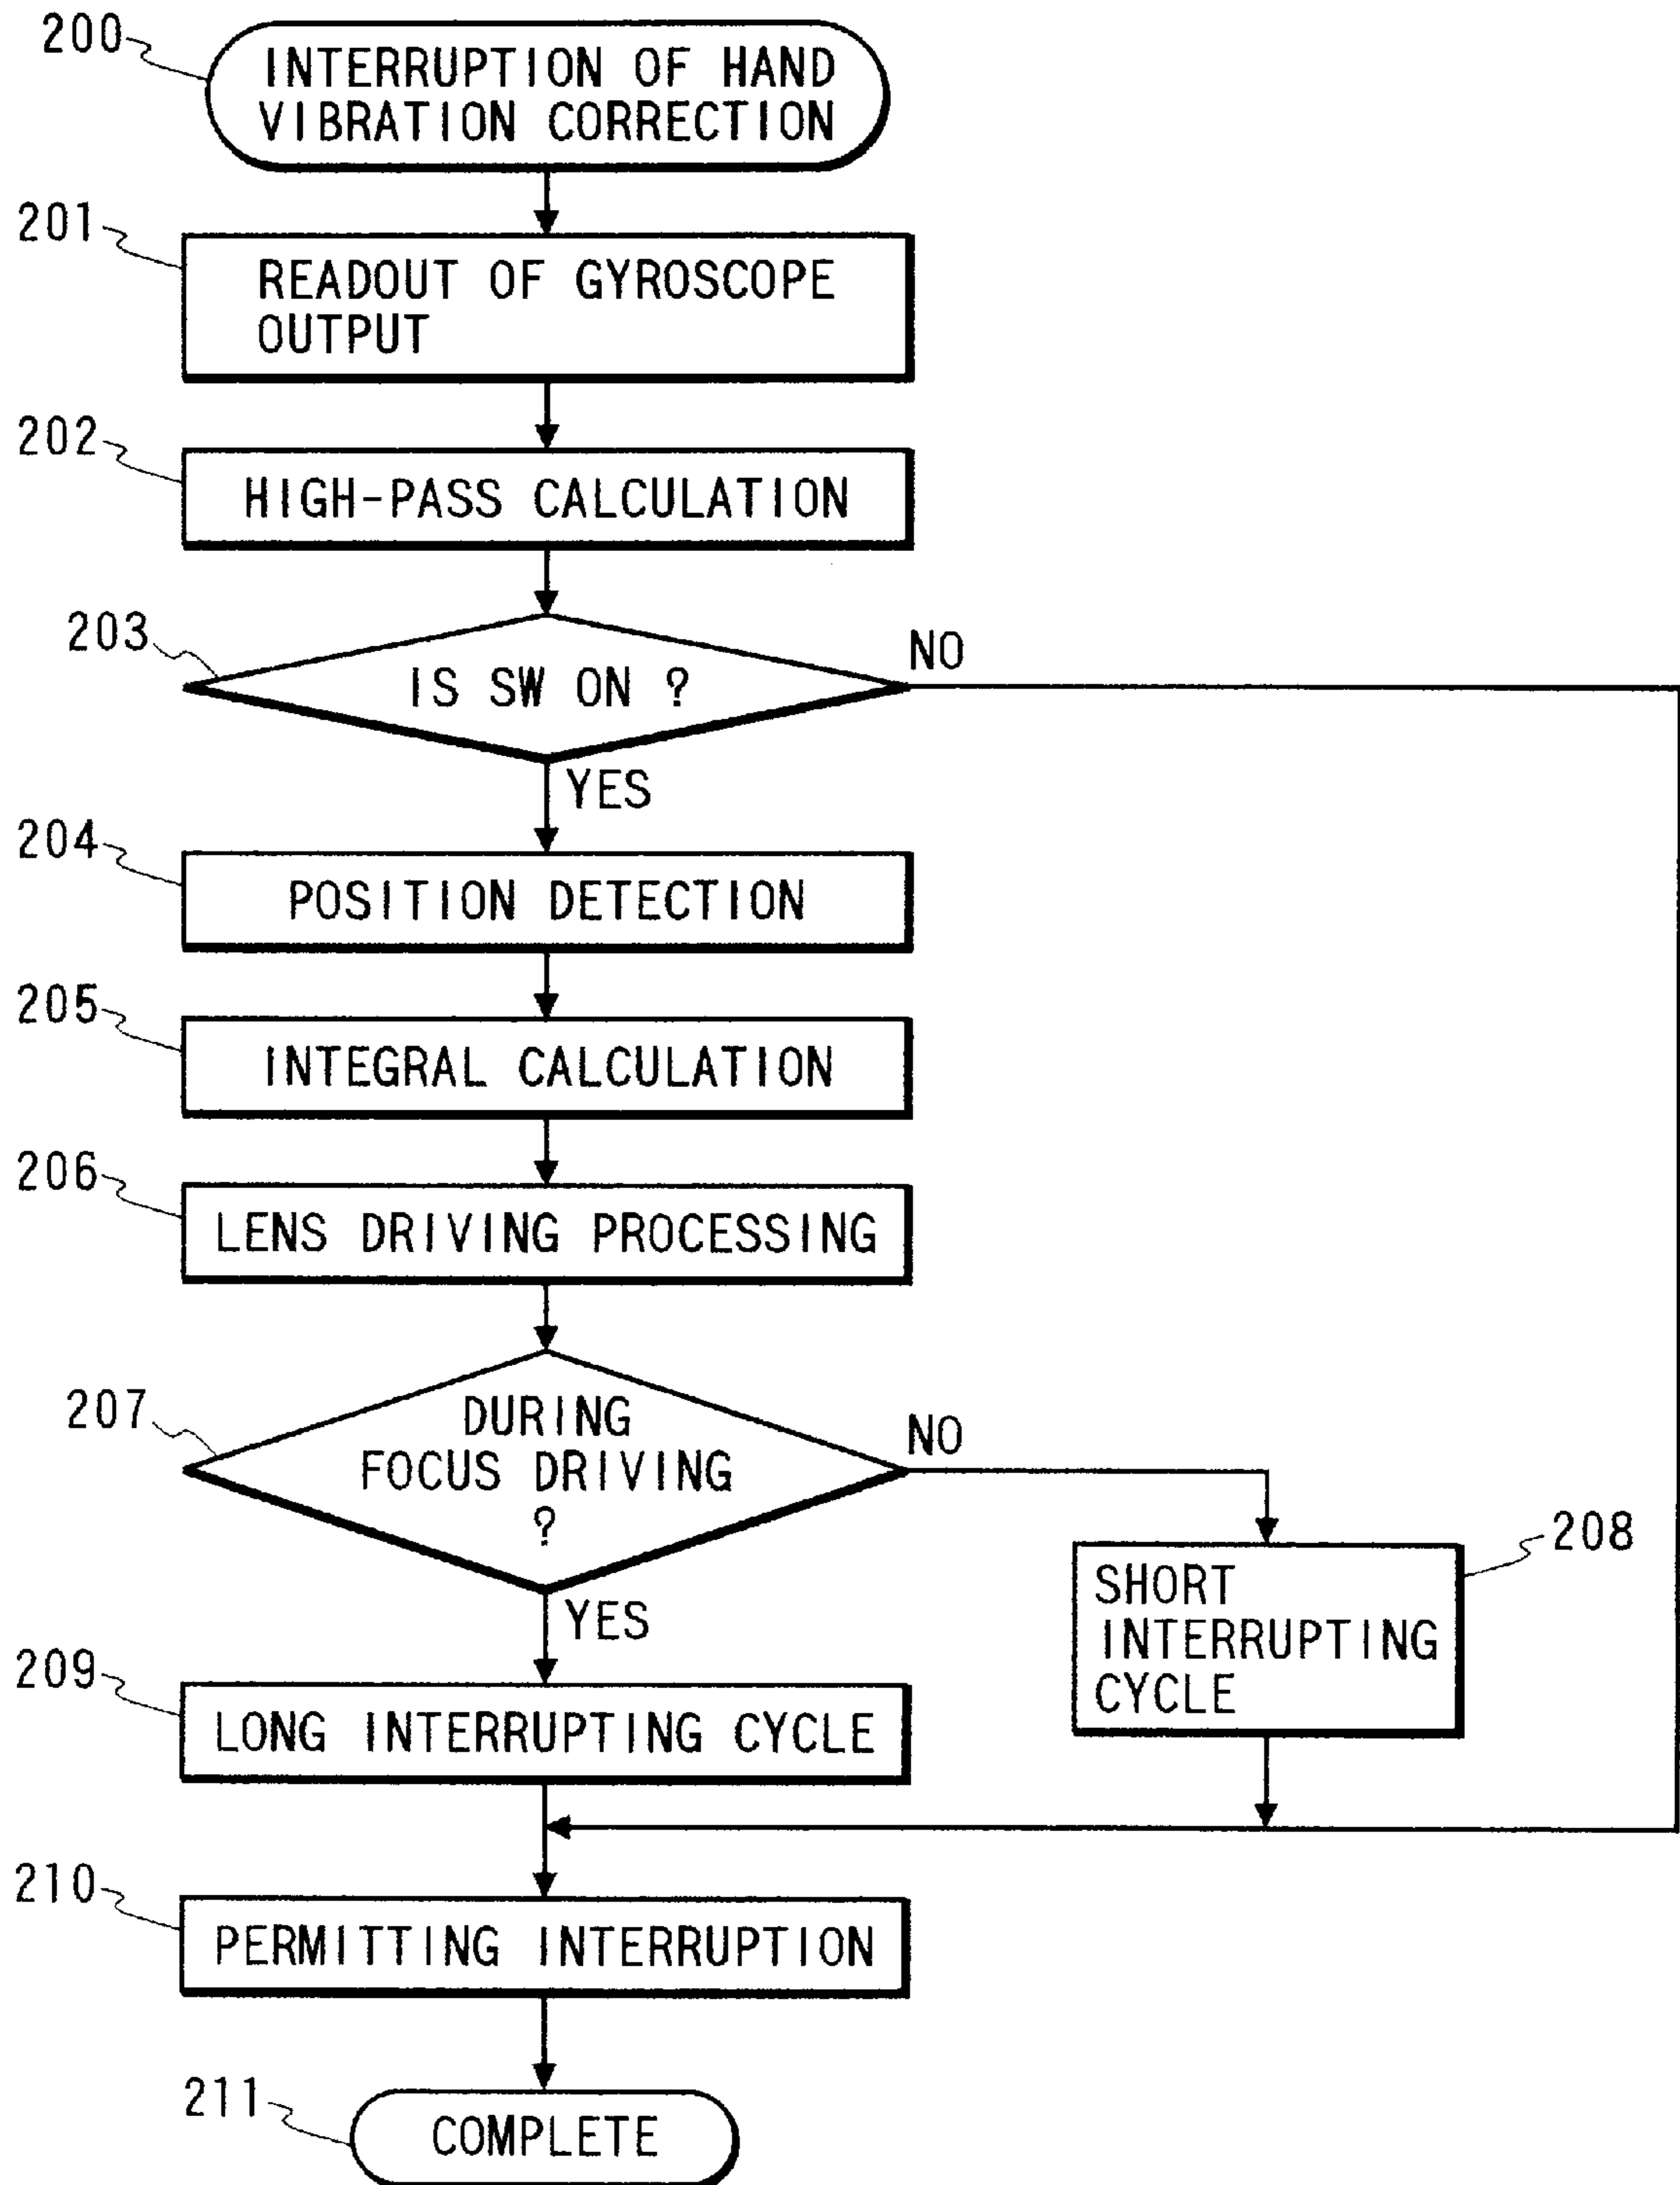 200
INTERRUPTION OF HAND
VIBRATION CORRECTION
201
READOUT OF GYROSCOPE
OUTPUT
202
HIGH-PASS CALCULATION
203
IS SW ON ?
NO
YES
204
POSITION DETECTION
205
INTEGRAL CALCULATION
206
LENS DRIVING PROCESSING
207
DURING
FOCUS DRIVING
?
NO
YES
208
SHORT
INTERRUPTING
CYCLE
209
LONG INTERRUPTING CYCLE
210
PERMITTING INTERRUPTION
211
COMPLETE